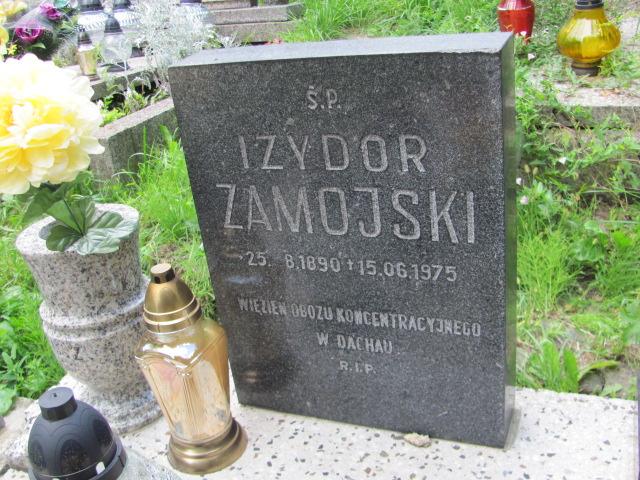 Ś.P.
IZYDOR
ZAMOJSKI
*25. 8.1890 †15.06.1975
WIĘZIEŃ OBOZU KONCENTRACYJNEGO
W DACHAU
R.I.P.